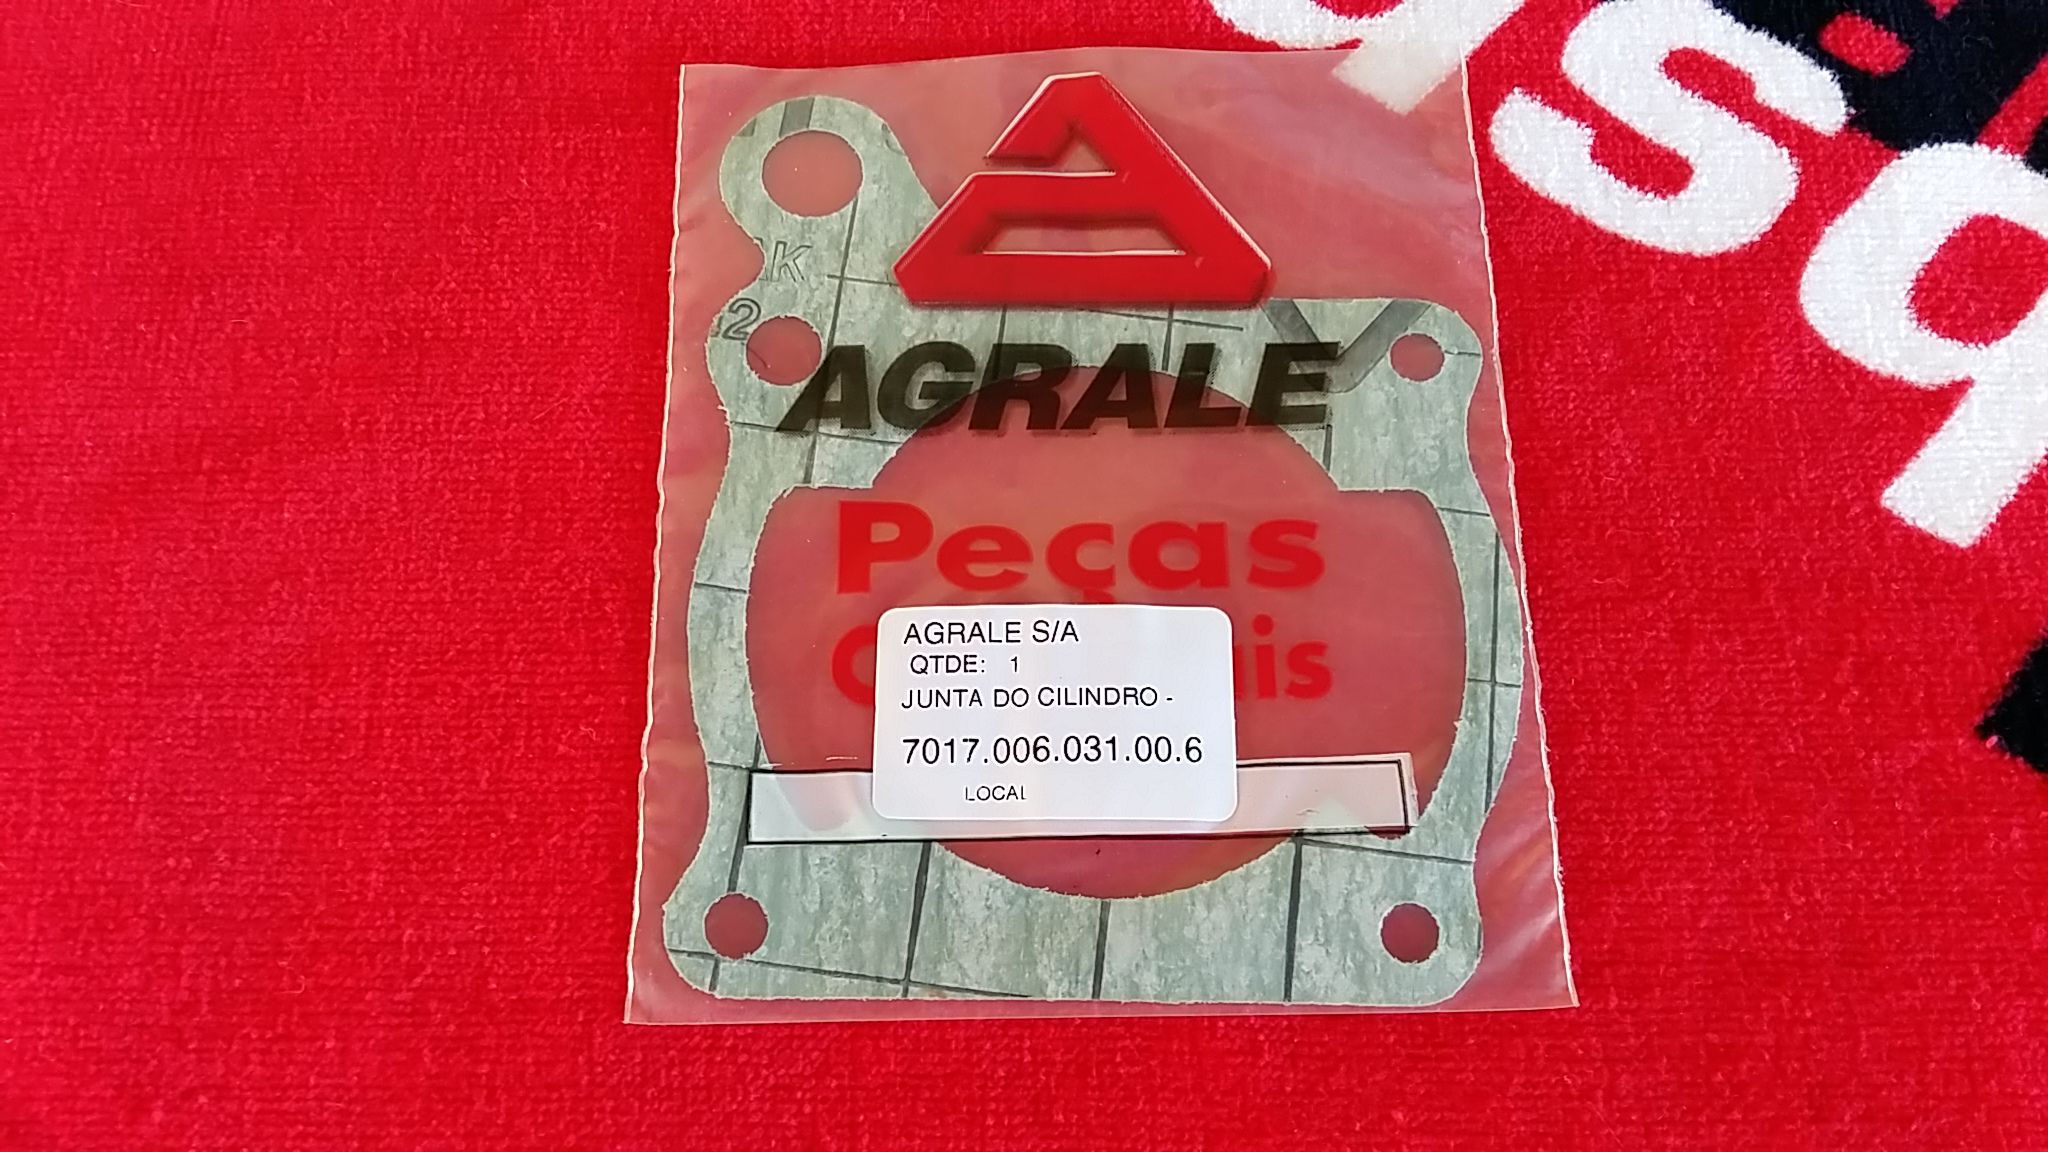 AGRALE
Peças
AGRALE S/A
QTDE: 1
JUNTA DO CILINDRO -
7017.006.031.00.6
LOCAL